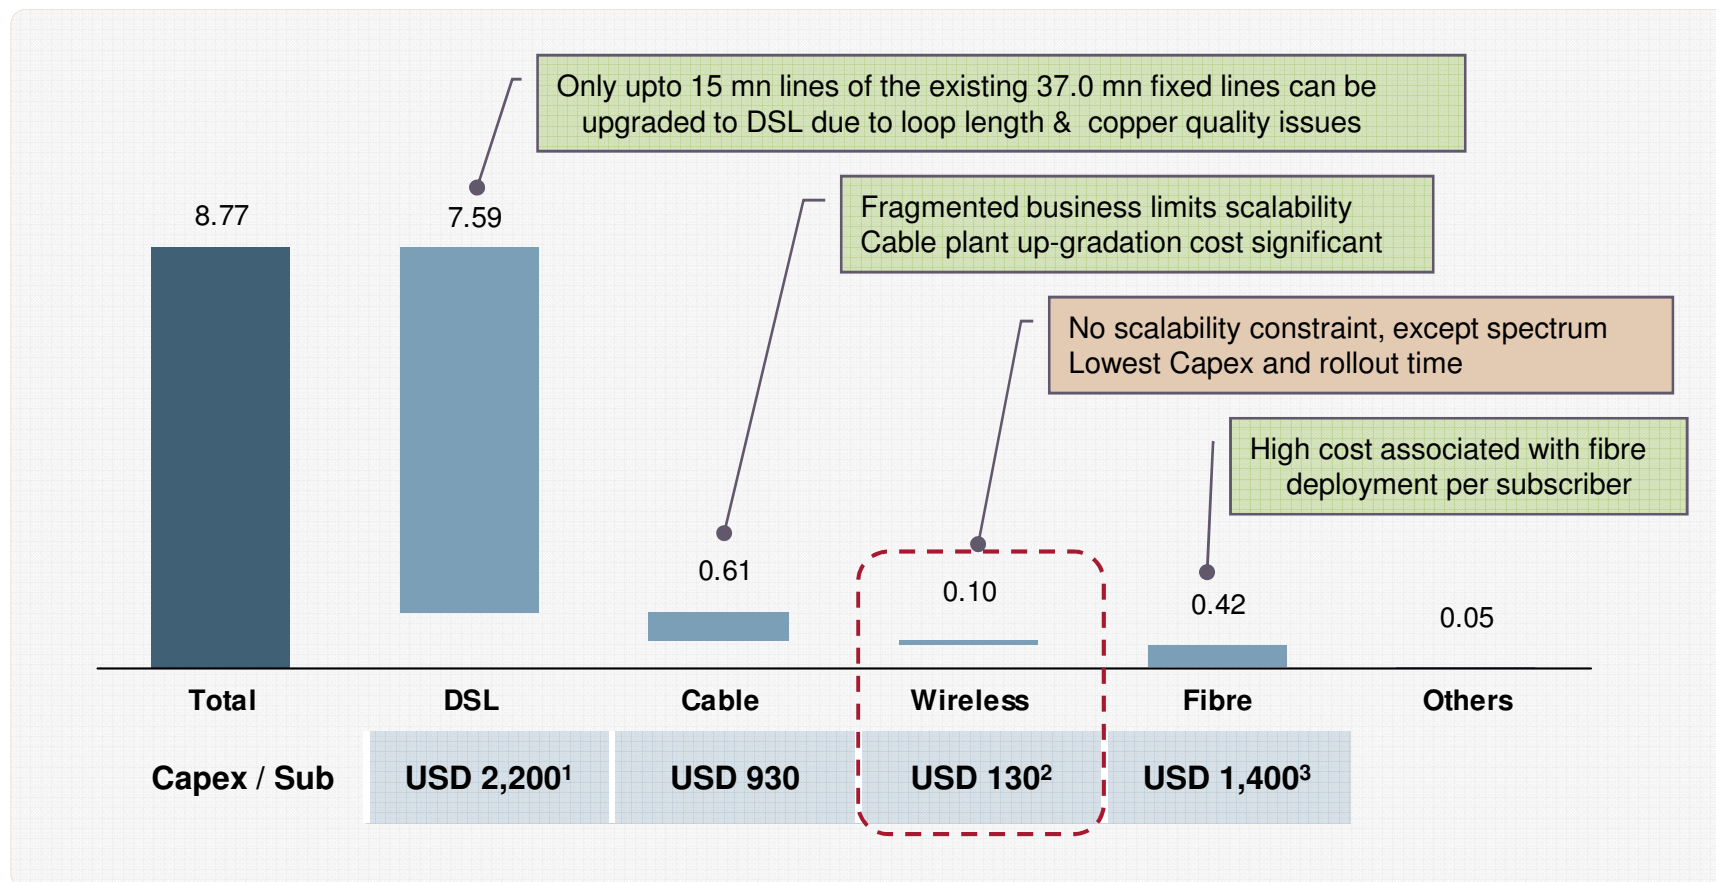 Only upto 15 mn lines of the existing 37.0 mn fixed lines can be
upgraded to DSL due to loop length &  copper quality issues
Fragmented business limits scalability
Cable plant up-gradation cost significant
No scalability constraint, except spectrum
Lowest Capex and rollout time
High cost associated with fibre
deployment per subscriber
8.77
7.59
0.61
0.10
0.42
0.05
Total
DSL
Cable
Wireless
Fibre
Others
Capex / Sub
USD 2,200¹
USD 930
USD 130²
USD 1,400³